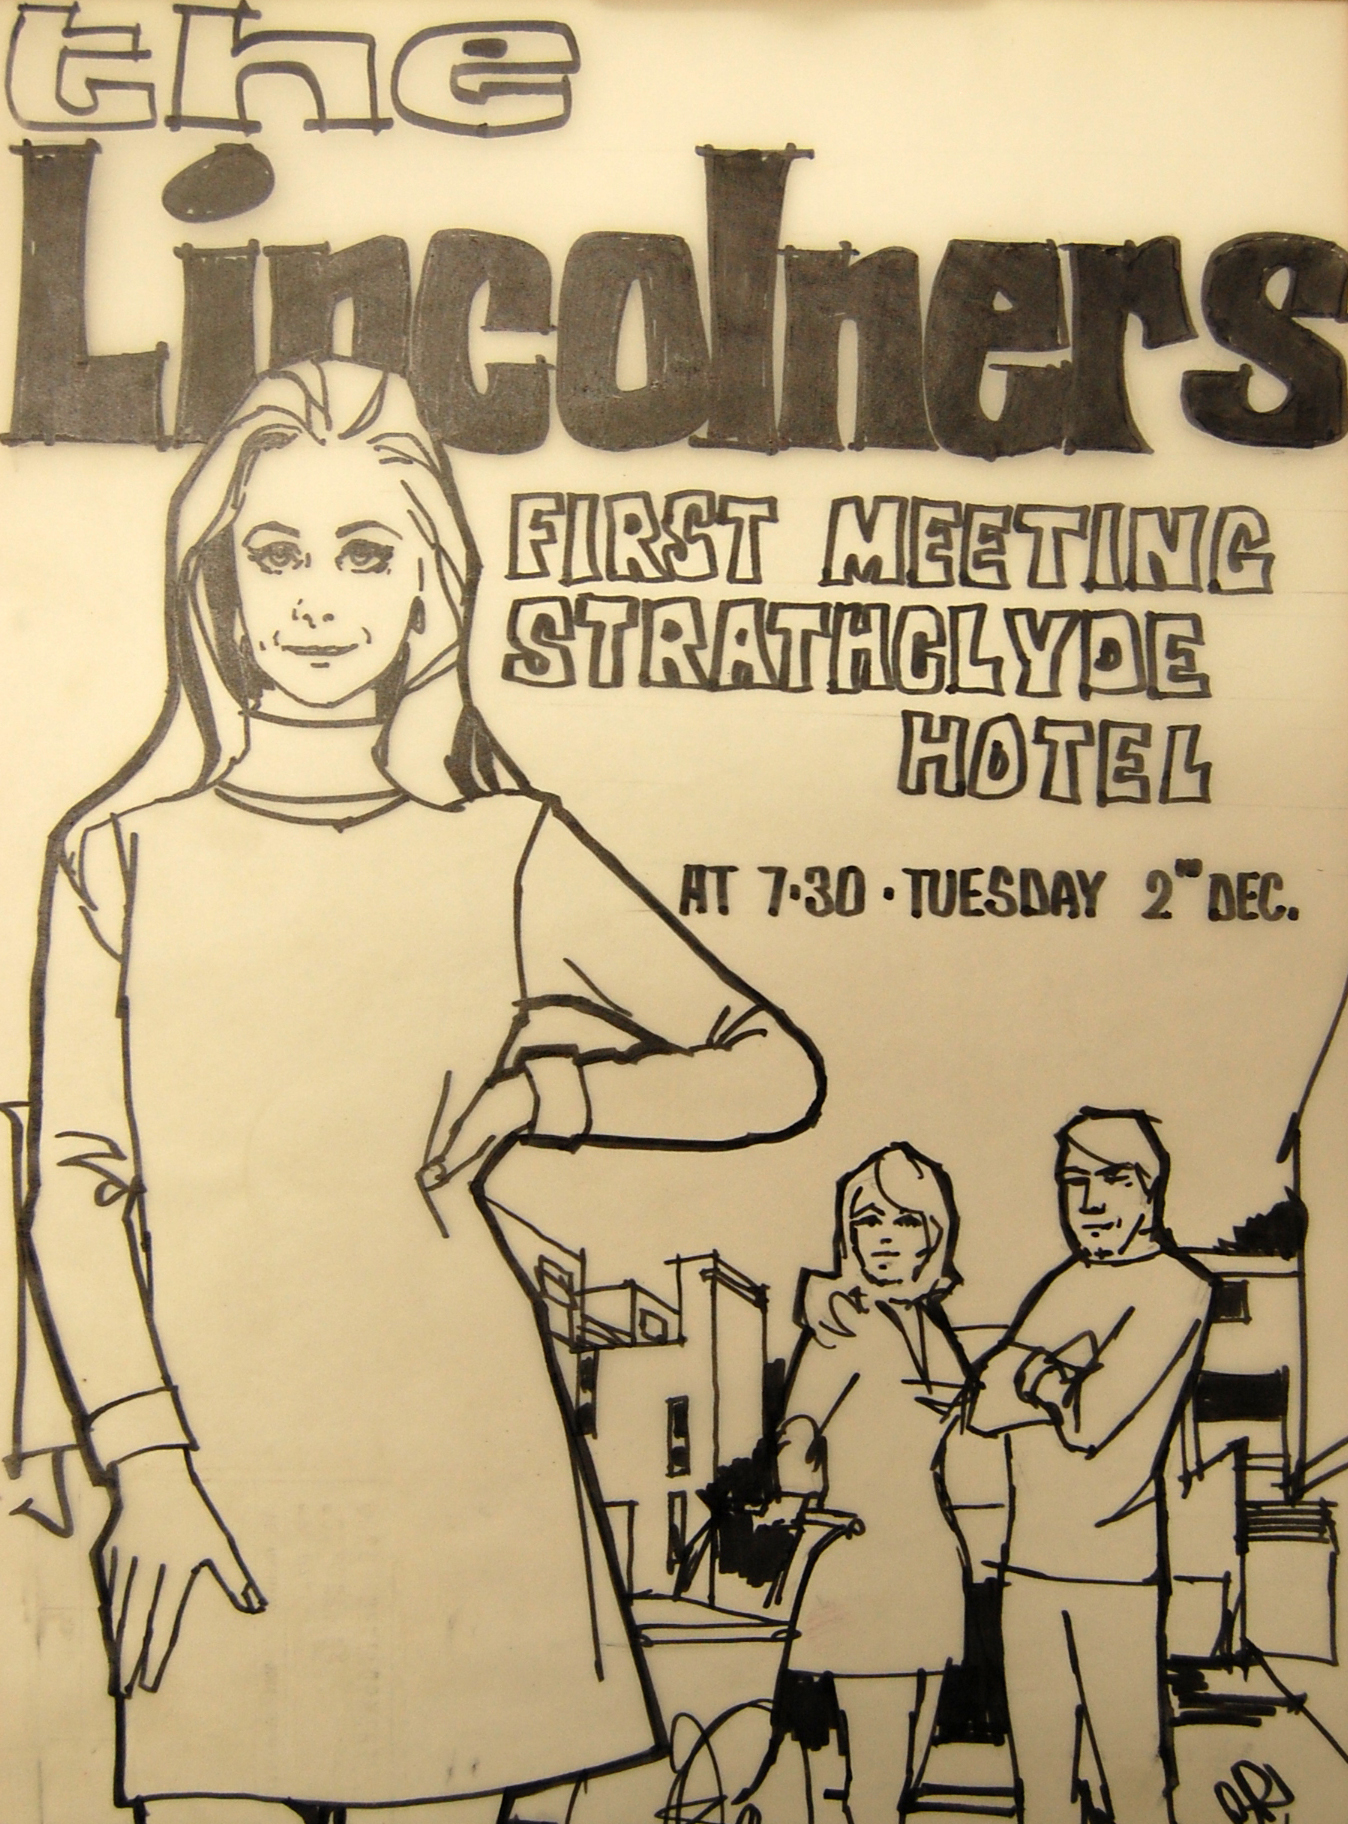 the
Lincolners
FIRST MEETING
STRATHCLYDE
HOTEL
AT 7·30 · TUESDAY 2ND DEC.